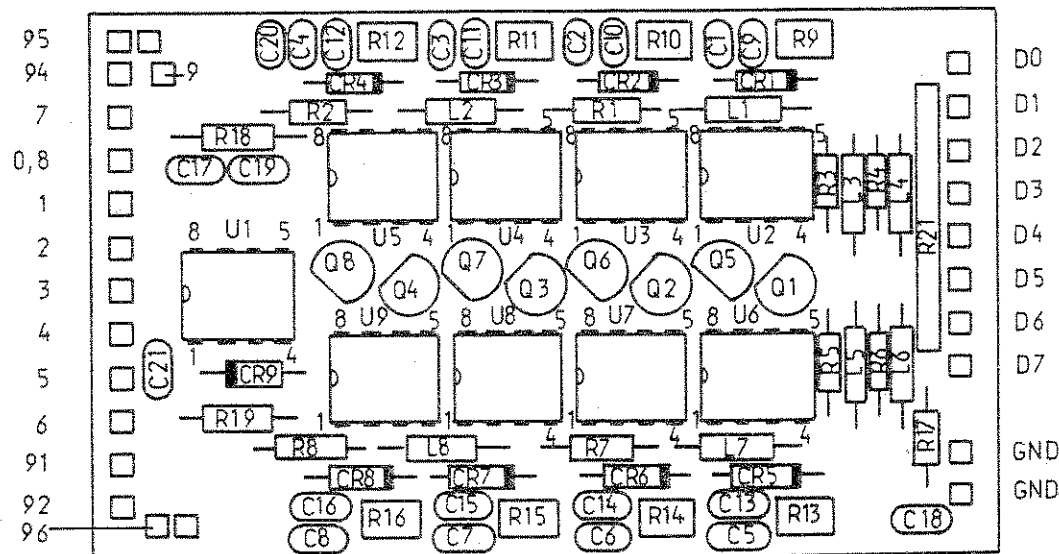 95 C20 C4 C12 R12 C3 C11 R11 C2 C10 R10 C1 C9 R9 D0
94 9 CR4 CR3 CR2 CR1
7 R2 L2 R1 L1 D1
R18 8 8 5 8 8 5 D2
0,8 C17 C19 R3 L3 R4 L4
1 D3
8 U1 5 1 U5 4 1 U4 4 1 U3 4 1 U2 4 R21 D4
2 Q8 Q7 Q6 Q5
3 Q4 Q3 Q2 Q1 D5
8 U9 5 8 U8 5 8 U7 5 8 U6 5 D6
4 1 4 R5 L5 R6 L6
5 C21 CR9 D7
6 R19 1 1 4 1 4 1 4 R17
91 R8 L8 R7 L7 GND
CR8 CR7 CR6 CR5 GND
92 C16 R16 C15 R15 C14 R14 C13 R13 C18
96 C8 C7 C6 C5